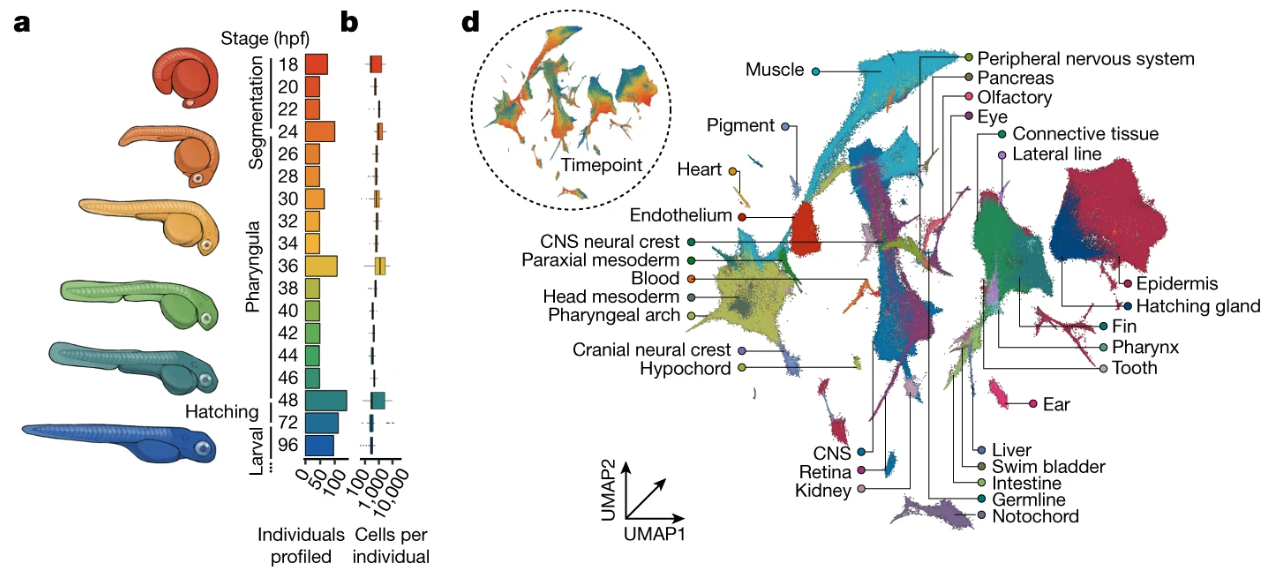 a
b
d
Stage (hpf)
Segmentation
Pharyngula
Hatching
Larval
...
18
20
22
24
26
28
30
32
34
36
38
40
42
44
46
48
72
96
0
50
100
100
1,000
10,000
Individuals
profiled
Cells per
individual
Timepoint
Muscle
Pigment
Heart
Endothelium
CNS neural crest
Paraxial mesoderm
Blood
Head mesoderm
Pharyngeal arch
Cranial neural crest
Hypochord
CNS
Retina
Kidney
UMAP2
UMAP1
Peripheral nervous system
Pancreas
Olfactory
Eye
Connective tissue
Lateral line
Epidermis
Hatching gland
Fin
Pharynx
Tooth
Ear
Liver
Swim bladder
Intestine
Germline
Notochord